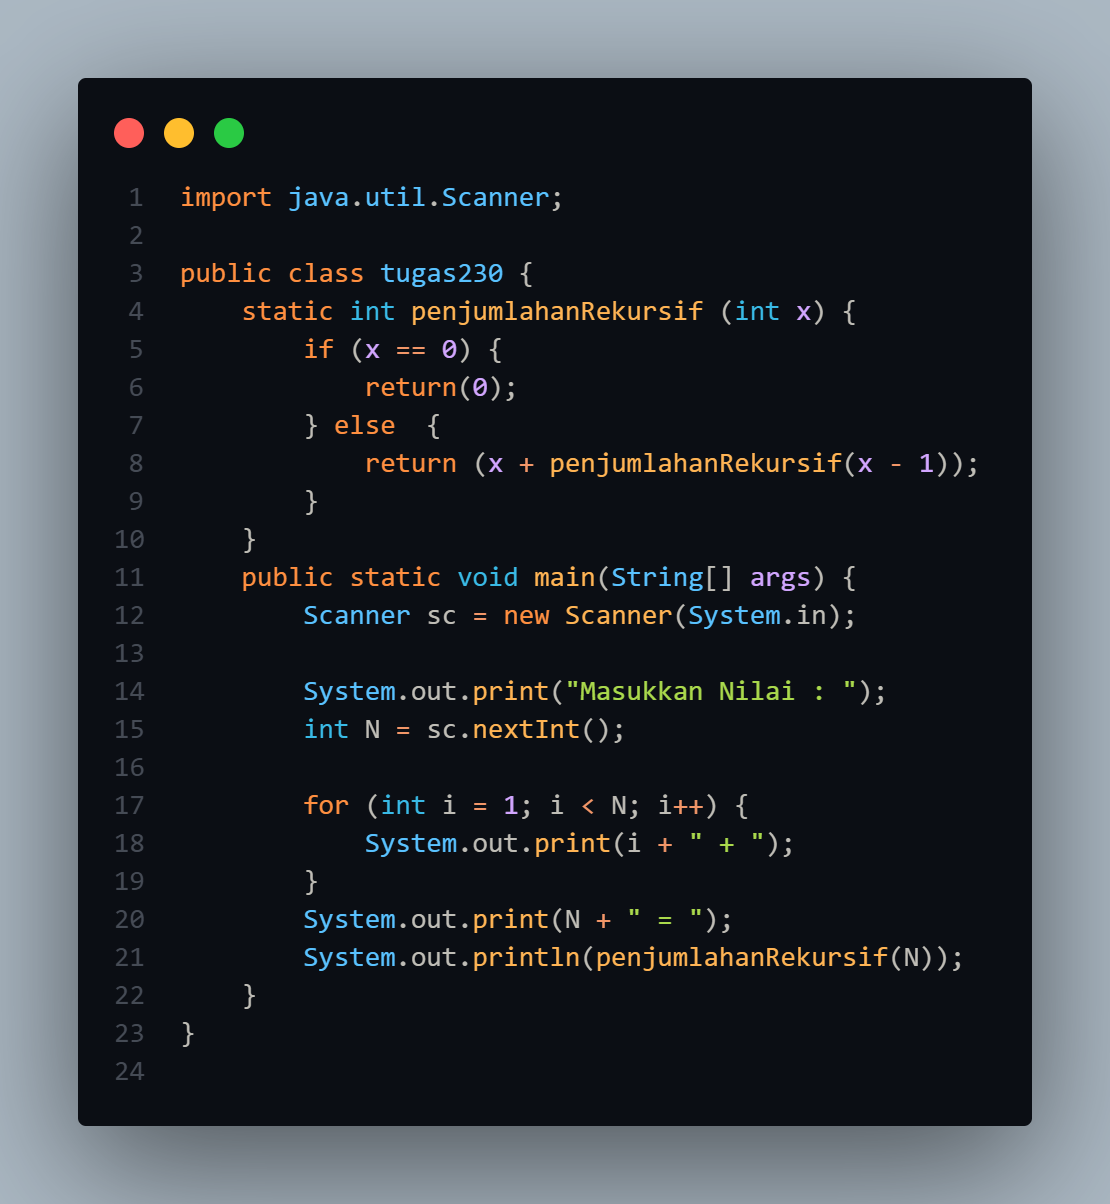 1 import java.util.Scanner;
2
3 public class tugas230 {
4     static int penjumlahanRekursif (int x) {
5         if (x == 0) {
6             return(0);
7         } else  {
8             return (x + penjumlahanRekursif(x - 1));
9         }
10     }
11     public static void main(String[] args) {
12         Scanner sc = new Scanner(System.in);
13
14         System.out.print("Masukkan Nilai : ");
15         int N = sc.nextInt();
16
17         for (int i = 1; i < N; i++) {
18             System.out.print(i + " + ");
19         }
20         System.out.print(N + " = ");
21         System.out.println(penjumlahanRekursif(N));
22     }
23 }
24